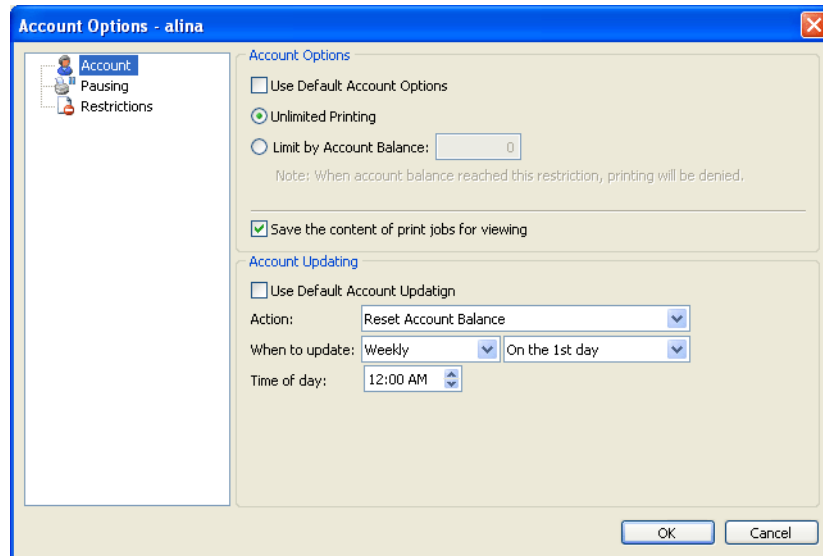 Account Options - alina
Account
Pausing
Restrictions
Account Options
Use Default Account Options
Unlimited Printing
Limit by Account Balance: 0
Note: When account balance reached this restriction, printing will be denied.
Save the content of print jobs for viewing
Account Updating
Use Default Account Updatign
Action: Reset Account Balance
When to update: Weekly On the 1st day
Time of day: 12:00 AM
OK Cancel